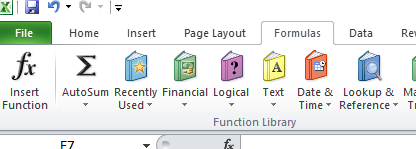 File Home Insert Page Layout Formulas Data
fx Σ ? A
Insert AutoSum Recently Financial Logical Text Date & Lookup &
Function Used Time Reference
Function Library
F7 fx